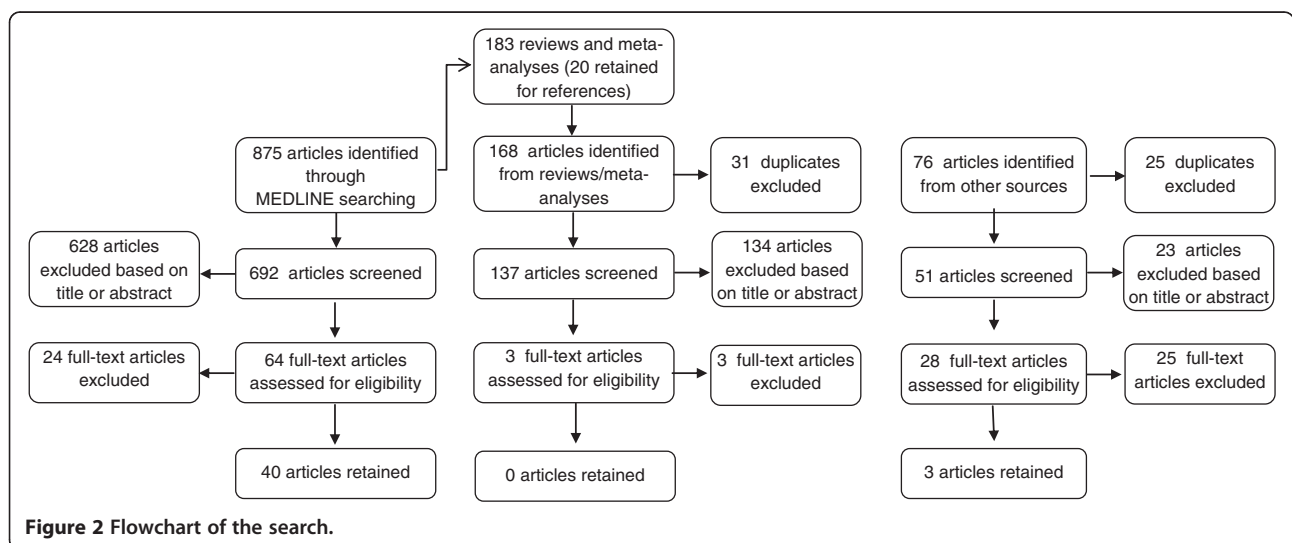 183 reviews and meta-
analyses (20 retained
for references)
875 articles identified
through
MEDLINE searching
168 articles identified
from reviews/meta-
analyses
31 duplicates
excluded
76 articles identified
from other sources
25 duplicates
excluded
628 articles
excluded based on
title or abstract
692 articles screened
137 articles screened
134 articles
excluded based
on title or abstract
51 articles screened
23 articles
excluded based
on title or abstract
24 full-text articles
excluded
64 full-text articles
assessed for eligibility
3 full-text articles
assessed for eligibility
3 full-text articles
excluded
28 full-text articles
assessed for eligibility
25 full-text
articles excluded
40 articles retained
0 articles retained
3 articles retained
Figure 2 Flowchart of the search.